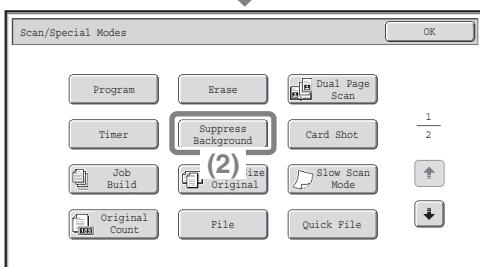 Scan/Special Modes
OK
Program
Erase
Dual Page
Scan
Timer
Suppress
Background
Card Shot
1
2
(2)
Job
Build
ize
Original
Slow Scan
Mode
Original
Count
File
Quick File